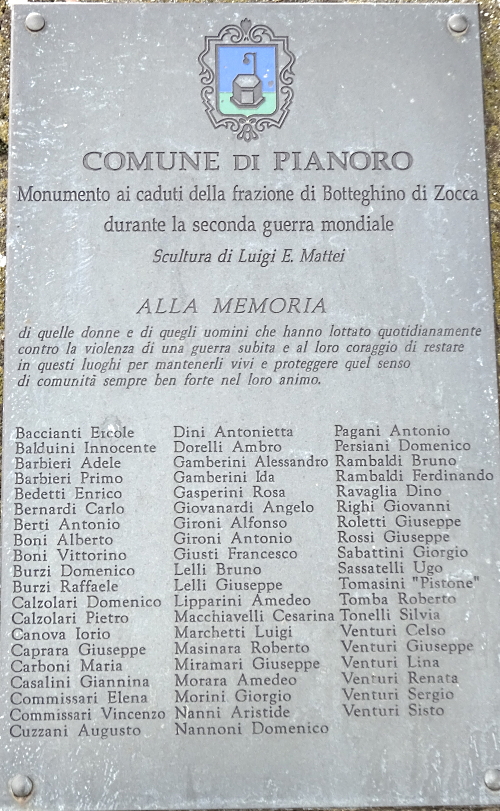 COMUNE DI PIANORO
Monumento ai caduti della frazione di Botteghino di Zocca
durante la seconda guerra mondiale
Scultura di Luigi E. Mattei
ALLA MEMORIA
di quelle donne e di quegli uomini che hanno lottato quotidianamente
contro la violenza di una guerra subita e al loro coraggio di restare
in questi luoghi per mantenerli vivi e proteggere quel senso
di comunità sempre ben forte nel loro animo.
Baccianti Ercole
Balduini Innocente
Barbieri Adele
Barbieri Primo
Bedetti Enrico
Bernardi Carlo
Berti Antonio
Boni Alberto
Boni Vittorino
Burzi Domenico
Burzi Raffaele
Calzolari Domenico
Calzolari Pietro
Canova Iorio
Caprara Giuseppe
Carboni Maria
Casalini Giannina
Commissari Elena
Commissari Vincenzo
Cuzzani Augusto
Dini Antonietta
Dorelli Ambro
Gamberini Alessandro
Gamberini Ida
Gasperini Rosa
Giovanardi Angelo
Gironi Alfonso
Gironi Antonio
Giusti Francesco
Lelli Bruno
Lelli Giuseppe
Lipparini Amedeo
Macchiavelli Cesarina
Marchetti Luigi
Masinara Roberto
Miramari Giuseppe
Morara Amedeo
Morini Giorgio
Nanni Aristide
Nannoni Domenico
Pagani Antonio
Persiani Domenico
Rambaldi Bruno
Rambaldi Ferdinando
Ravaglia Dino
Righi Giovanni
Roletti Giuseppe
Rossi Giuseppe
Sabattini Giorgio
Sassatelli Ugo
Tomasini "Pistone"
Tomba Roberto
Tonelli Silvia
Venturi Celso
Venturi Giuseppe
Venturi Lina
Venturi Renata
Venturi Sergio
Venturi Sisto